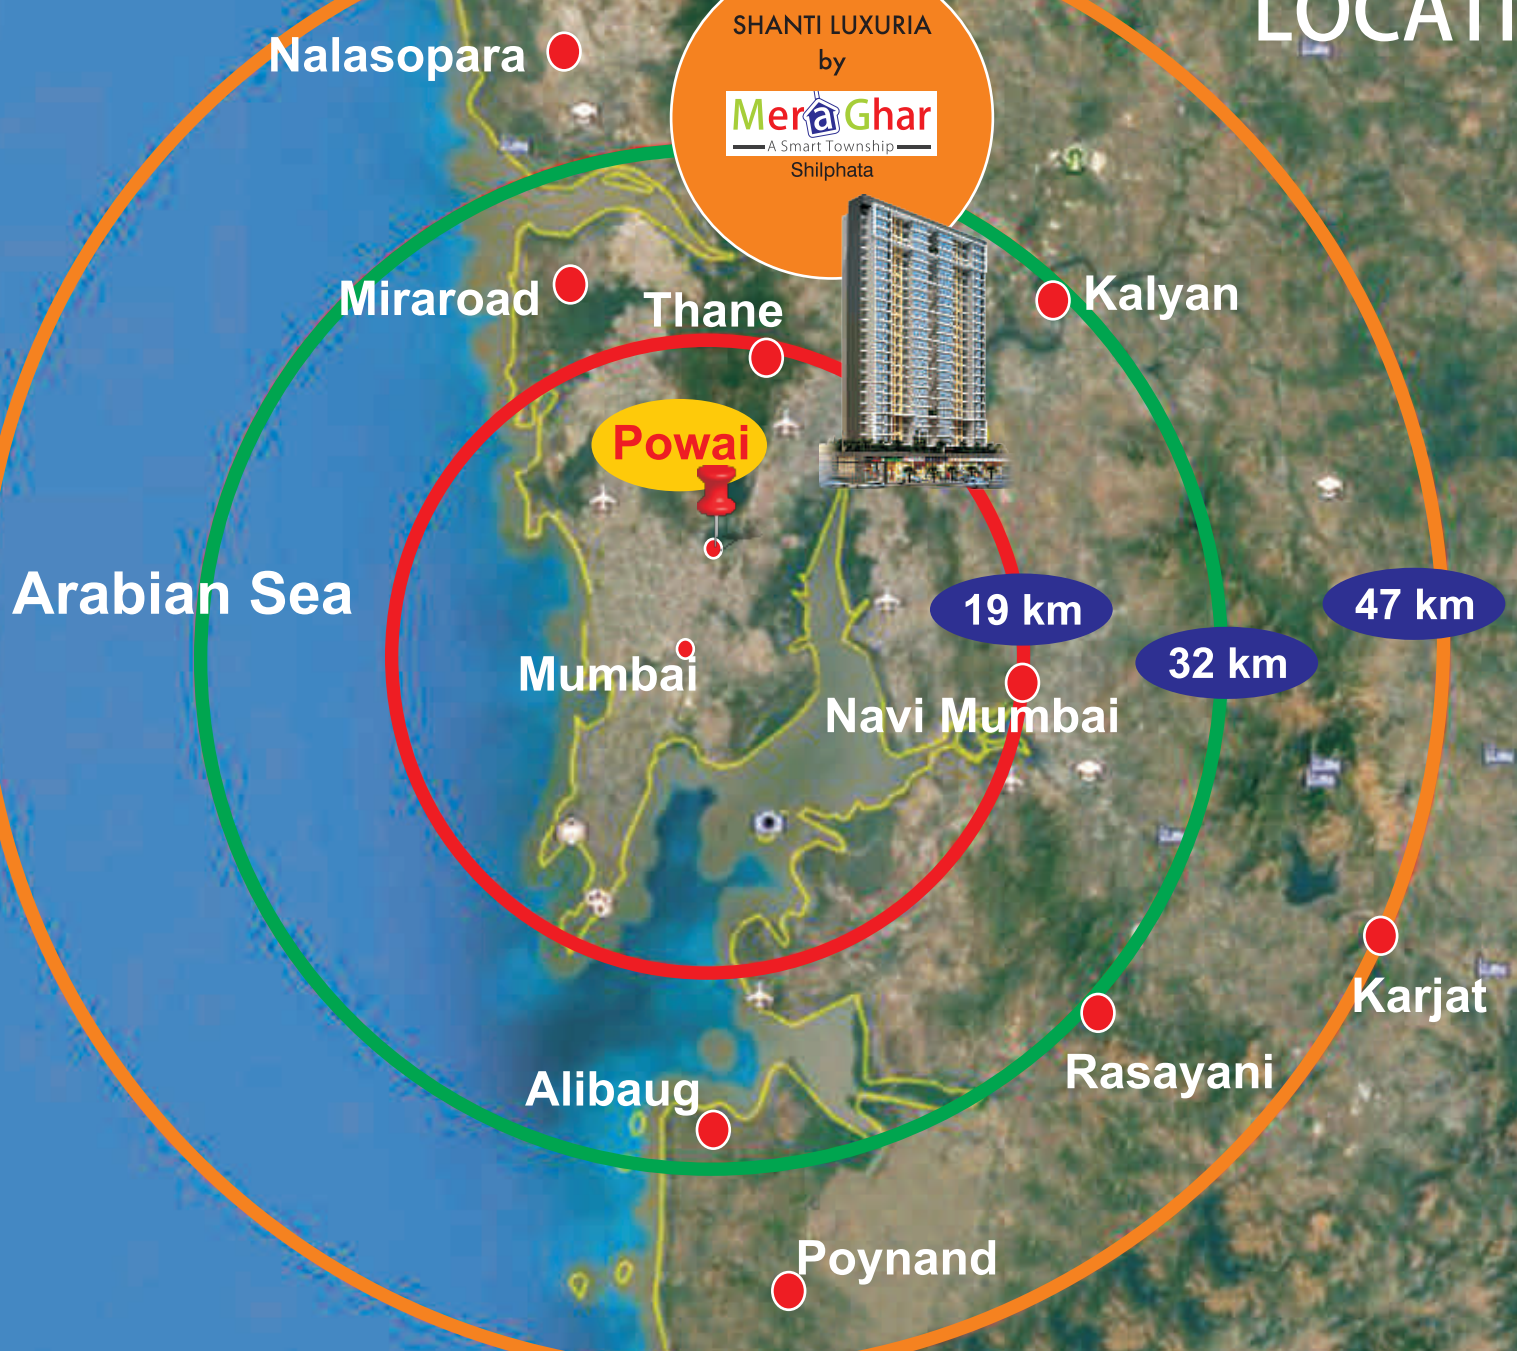 LOCATI
SHANTI LUXURIA
by
MeraGhar
A Smart Township
Shilphata
Nalasopara
Miraroad
Thane
Kalyan
Powai
Arabian Sea
19 km
47 km
32 km
Mumbai
Navi Mumbai
Karjat
Rasayani
Alibaug
Poynand